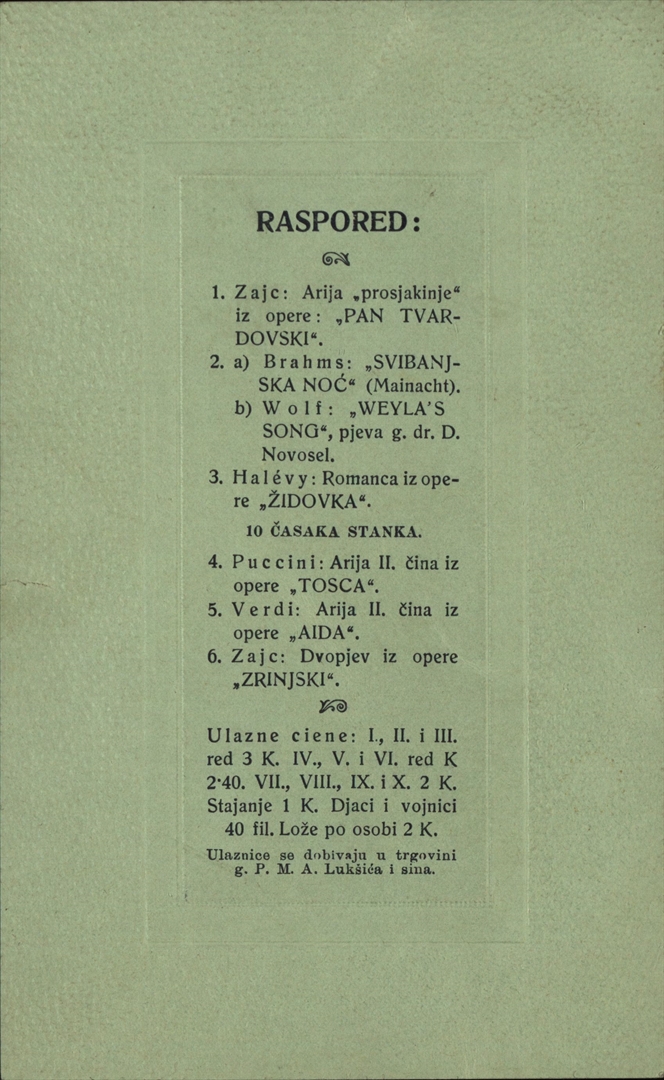 RASPORED:
1. Zajc: Arija „prosjakinje“
iz opere: „PAN TVAR-
DOVSKI“.
2. a) Brahms: „SVIBANJ-
SKA NOĆ“ (Mainacht).
b) Wolf: „WEYLA'S
SONG“, pjeva g. dr. D.
Novosel.
3. Halévy: Romanca iz ope-
re „ŽIDOVKA“.
10 ČASAKA STANKA.
4. Puccini: Arija II. čina iz
opere „TOSCA“.
5. Verdi: Arija II. čina iz
opere „AIDA“.
6. Zajc: Dvopjev iz opere
„ZRINJSKI“.
Ulazne ciene: I., II. i III.
red 3 K. IV., V. i VI. red K
2·40. VII., VIII., IX. i X. 2 K.
Stajanje 1 K. Djaci i vojnici
40 fil. Lože po osobi 2 K.
Ulaznice se dobivaju u trgovini
g. P. M. A. Lukšića i sina.